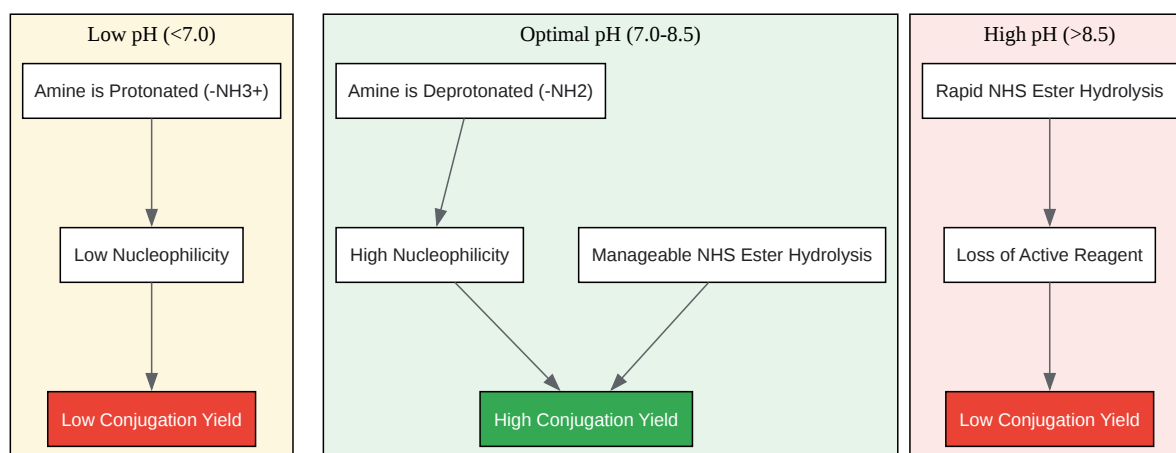 Low pH (<7.0)
Amine is Protonated (-NH3+)
Low Nucleophilicity
Low Conjugation Yield
Optimal pH (7.0-8.5)
Amine is Deprotonated (-NH2)
High Nucleophilicity
Manageable NHS Ester Hydrolysis
High Conjugation Yield
High pH (>8.5)
Rapid NHS Ester Hydrolysis
Loss of Active Reagent
Low Conjugation Yield